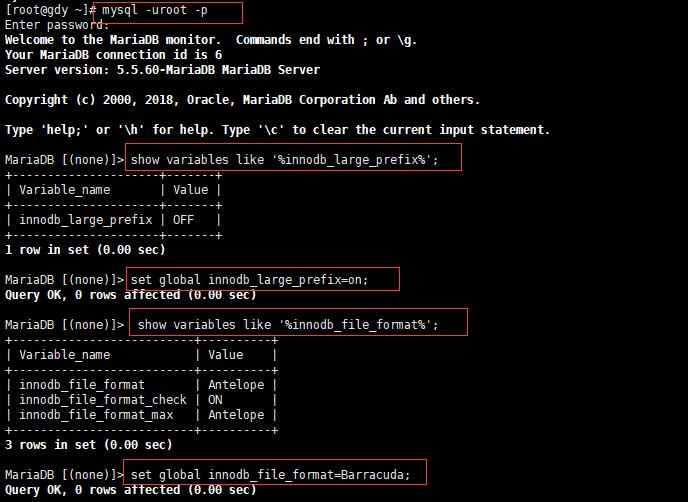 [root@gdy ~]# mysql -uroot -p
Enter password:
Welcome to the MariaDB monitor.  Commands end with ; or \g.
Your MariaDB connection id is 6
Server version: 5.5.60-MariaDB MariaDB Server

Copyright (c) 2000, 2018, Oracle, MariaDB Corporation Ab and others.

Type 'help;' or '\h' for help. Type '\c' to clear the current input statement.

MariaDB [(none)]> show variables like '%innodb_large_prefix%';
+---------------------+-------+
| Variable_name       | Value |
+---------------------+-------+
| innodb_large_prefix | OFF   |
+---------------------+-------+
1 row in set (0.00 sec)

MariaDB [(none)]> set global innodb_large_prefix=on;
Query OK, 0 rows affected (0.00 sec)

MariaDB [(none)]>  show variables like '%innodb_file_format%';
+--------------------------+----------+
| Variable_name            | Value    |
+--------------------------+----------+
| innodb_file_format       | Antelope |
| innodb_file_format_check | ON       |
| innodb_file_format_max   | Antelope |
+--------------------------+----------+
3 rows in set (0.00 sec)

MariaDB [(none)]> set global innodb_file_format=Barracuda;
Query OK, 0 rows affected (0.00 sec)